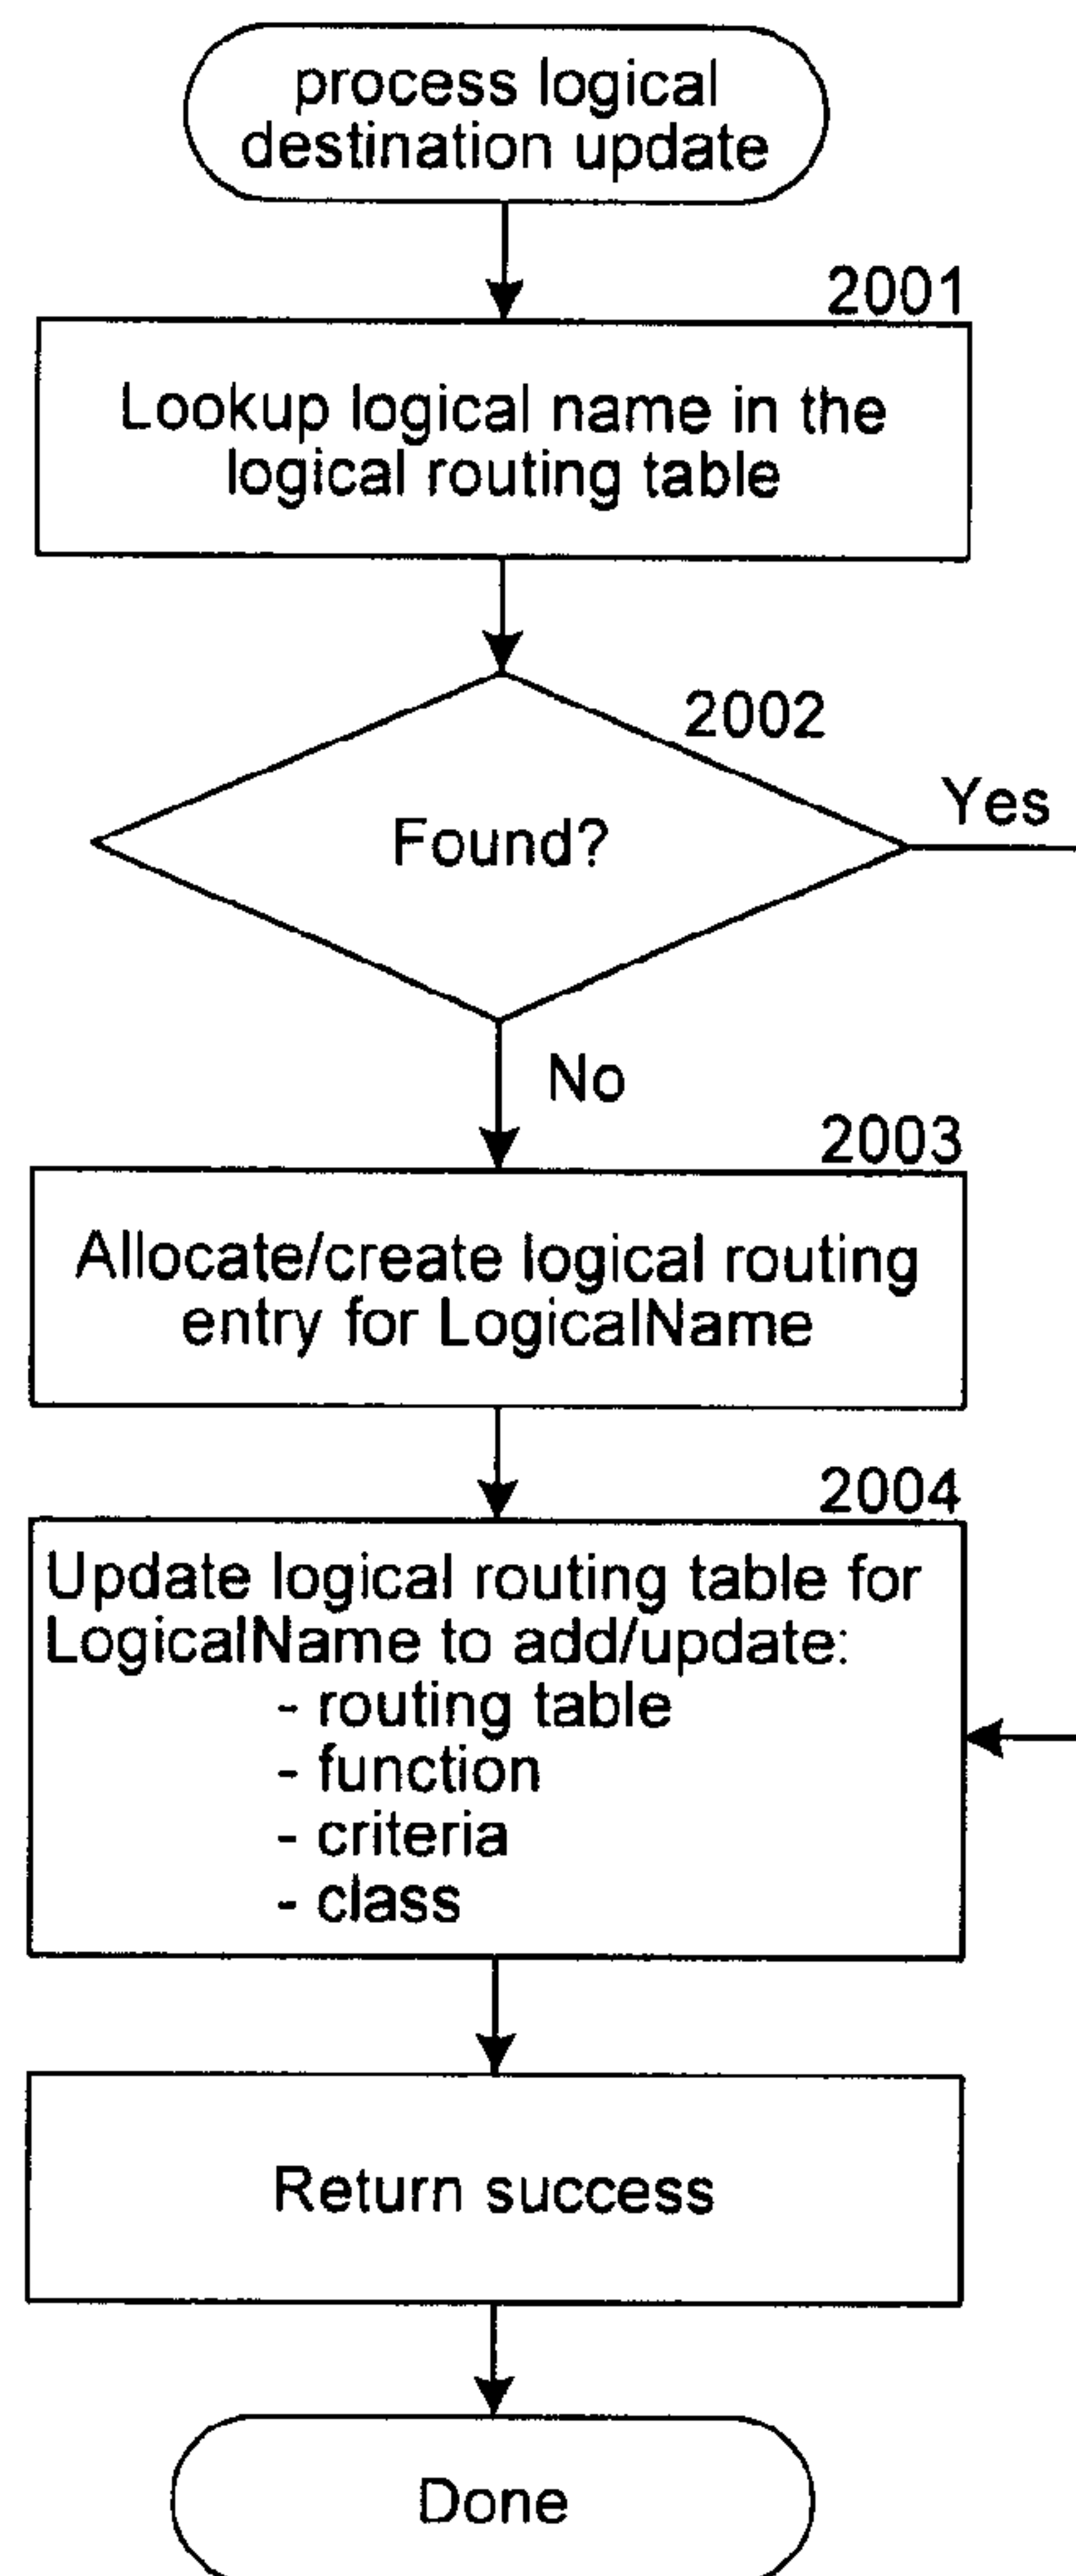 process logical
destination update
2001
Lookup logical name in the
logical routing table
2002
Found?
Yes
No
2003
Allocate/create logical routing
entry for LogicalName
2004
Update logical routing table for
LogicalName to add/update:
- routing table
- function
- criteria
- class
Return success
Done